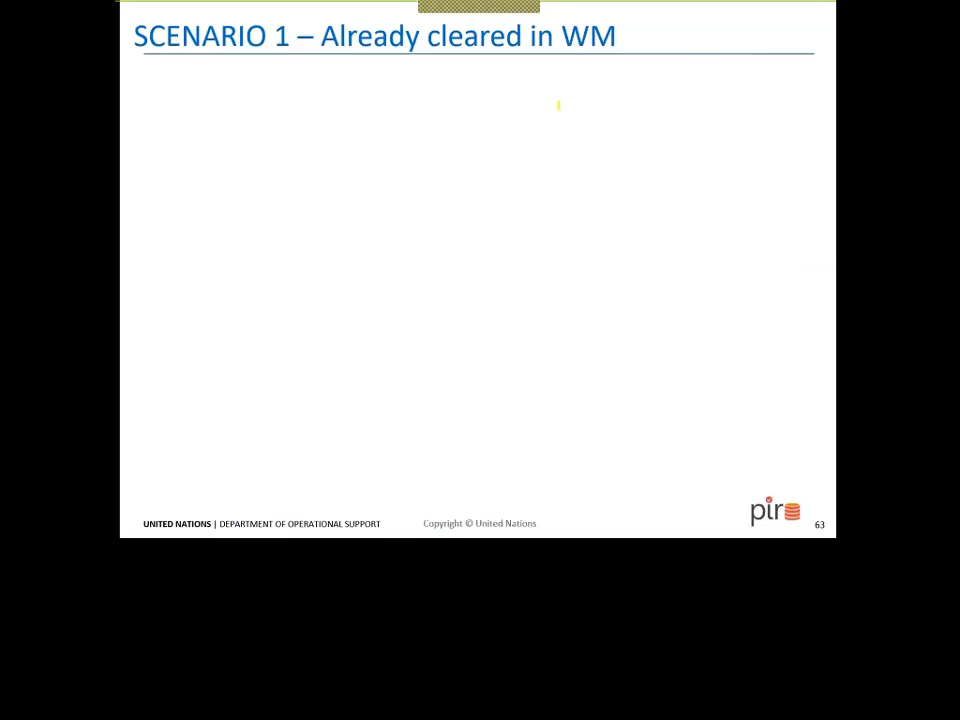 SCENARIO 1 – Already cleared in WM
UNITED NATIONS | DEPARTMENT OF OPERATIONAL SUPPORT
Copyright © United Nations
pir
63